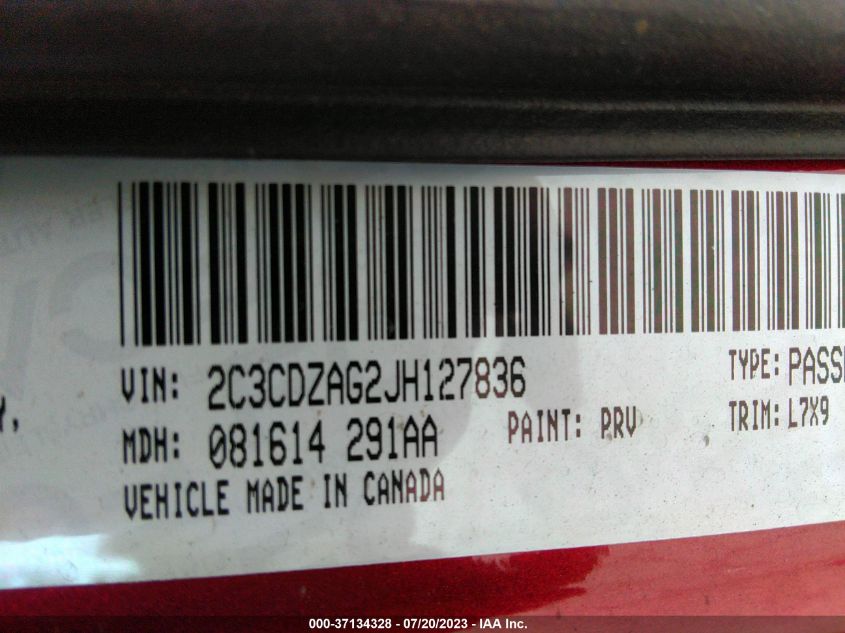 VIN: 2C3CDZAG2JH127836
TYPE: PASSE
Y,
MDH: 081614 291AA
PAINT: PRV
TRIM: L7X9
VEHICLE MADE IN CANADA
000-37134328 - 07/20/2023 - IAA Inc.